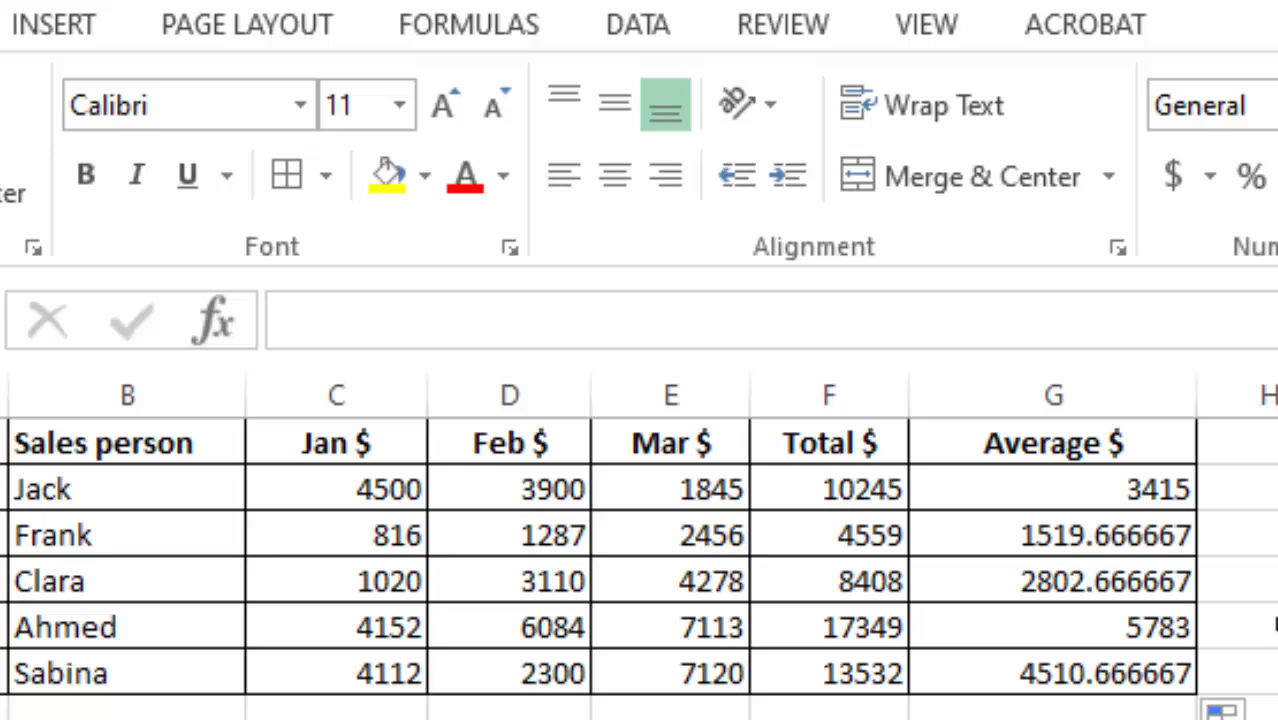 INSERT PAGE LAYOUT FORMULAS DATA REVIEW VIEW ACROBAT
Calibri 11 A A ab Wrap Text General
B I U A Merge & Center $ %
Font Alignment
fx
B C D E F G H
Sales person Jan $ Feb $ Mar $ Total $ Average $
Jack 4500 3900 1845 10245 3415
Frank 816 1287 2456 4559 1519.666667
Clara 1020 3110 4278 8408 2802.666667
Ahmed 4152 6084 7113 17349 5783
Sabina 4112 2300 7120 13532 4510.666667